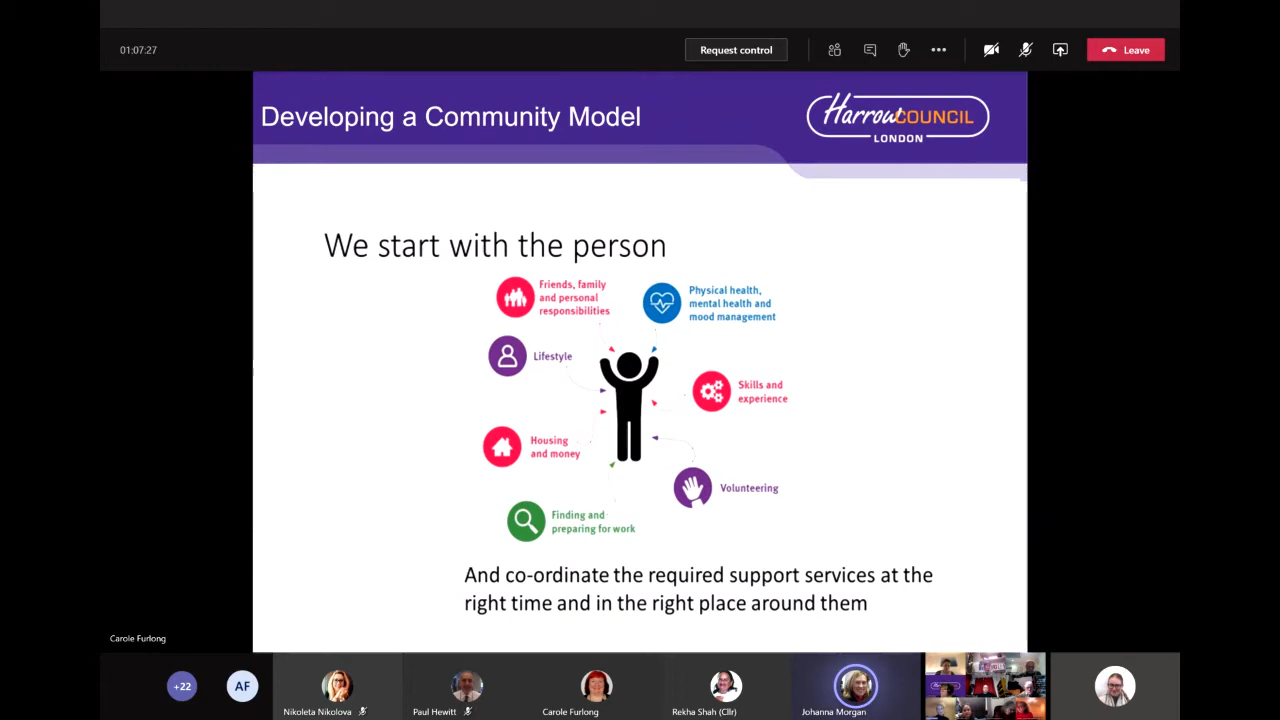 01:07:27
Request control
Leave
Developing a Community Model
Harrow COUNCIL
LONDON
We start with the person
Friends, family
and personal
responsibilities
Physical health,
mental health and
mood management
Lifestyle
Skills and
experience
Housing
and money
Volunteering
Finding and
preparing for work
And co-ordinate the required support services at the
right time and in the right place around them
Carole Furlong
+22
AF
Nikoleta Nikolova
Paul Hewitt
Carole Furlong
Rekha Shah (Cllr)
Johanna Morgan